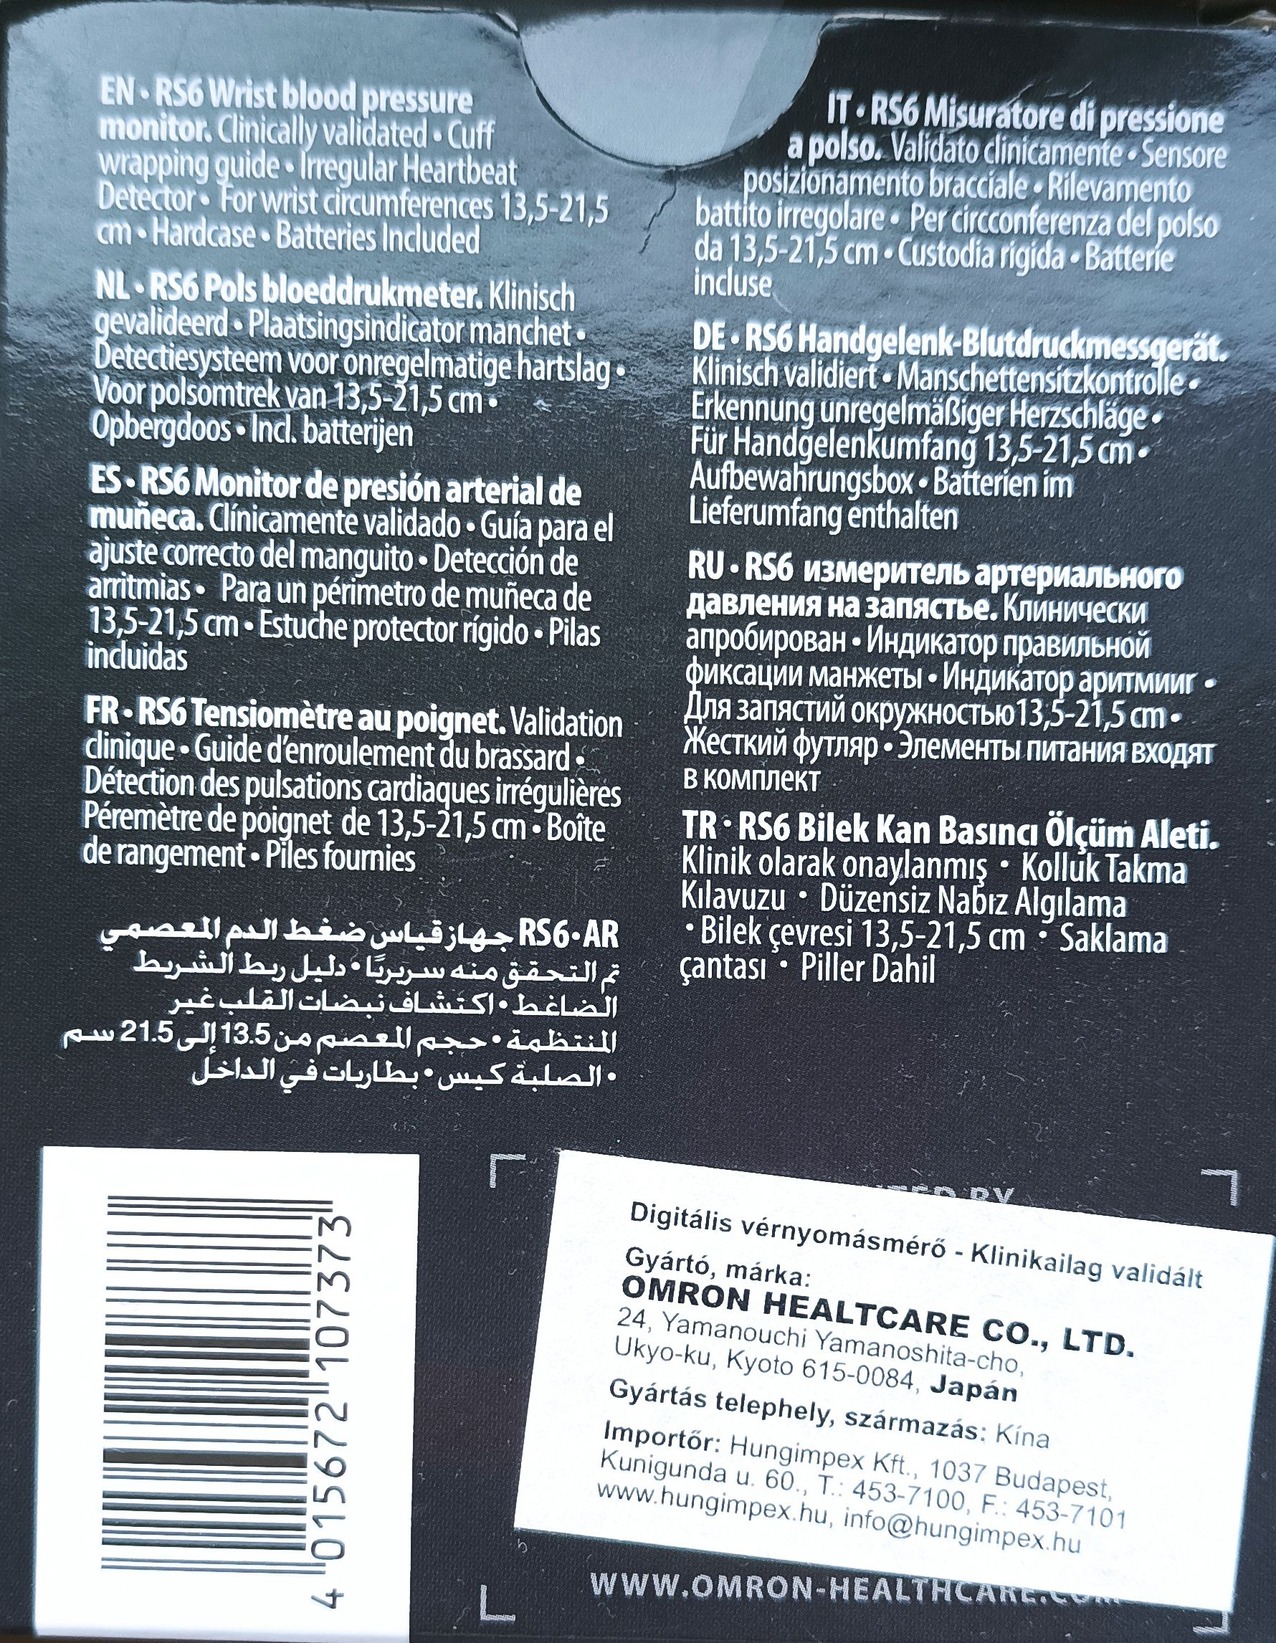 EN • RS6 Wrist blood pressure
monitor. Clinically validated • Cuff
wrapping guide • Irregular Heartbeat
Detector • For wrist circumferences 13,5-21,5
cm • Hardcase • Batteries Included
NL • RS6 Pols bloeddrukmeter. Klinisch
gevalideerd • Plaatsingsindicator manchet •
Detectiesysteem voor onregelmatige hartslag •
Voor polsomtrek van 13,5-21,5 cm •
Opbergdoos • Incl. batterijen
ES • RS6 Monitor de presión arterial de
muñeca. Clínicamente validado • Guía para el
ajuste correcto del manguito • Detección de
arritmias • Para un périmetro de muñeca de
13,5-21,5 cm • Estuche protector rígido • Pilas
incluidas
FR • RS6 Tensiomètre au poignet. Validation
clinique • Guide d'enroulement du brassard •
Détection des pulsations cardiaques irrégulières
Péremètre de poignet de 13,5-21,5 cm • Boîte
de rangement • Piles fournies
RS6•AR جهاز قياس ضغط الدم المعصمي
تم التحقق منه سريريًا • دليل ربط الشريط
الضاغط • اكتشاف نبضات القلب غير
المنتظمة • حجم المعصم من 13.5 إلى 21.5 سم
• الصلبة كيس • بطاريات في الداخل
IT • RS6 Misuratore di pressione
a polso. Validato clinicamente • Sensore
posizionamento bracciale • Rilevamento
battito irregolare • Per circconferenza del polso
da 13,5-21,5 cm • Custodia rigida • Batterie
incluse
DE • RS6 Handgelenk-Blutdruckmessgerät.
Klinisch validiert • Manschettensitzkontrolle •
Erkennung unregelmäßiger Herzschläge •
Für Handgelenkumfang 13,5-21,5 cm •
Aufbewahrungsbox • Batterien im
Lieferumfang enthalten
RU • RS6 измеритель артериального
давления на запястье. Клинически
апробирован • Индикатор правильной
фиксации манжеты • Индикатор аритмииг •
Для запястий окружностью13,5-21,5 cm •
Жесткий футляр • Элементы питания входят
в комплект
TR • RS6 Bilek Kan Basıncı Ölçüm Aleti.
Klinik olarak onaylanmış • Kolluk Takma
Kılavuzu • Düzensiz Nabız Algılama
• Bilek çevresi 13,5-21,5 cm • Saklama
çantası • Piller Dahil
4 015672 107373
BY
Digitális vérnyomásmérő - Klinikailag validált
Gyártó, márka:
OMRON HEALTCARE CO., LTD.
24, Yamanouchi Yamanoshita-cho,
Ukyo-ku, Kyoto 615-0084, Japán
Gyártás telephely, származás: Kína
Importőr: Hungimpex Kft., 1037 Budapest,
Kunigunda u. 60., T.: 453-7100, F.: 453-7101
www.hungimpex.hu, info@hungimpex.hu
WWW.OMRON-HEALTHCARE.COM